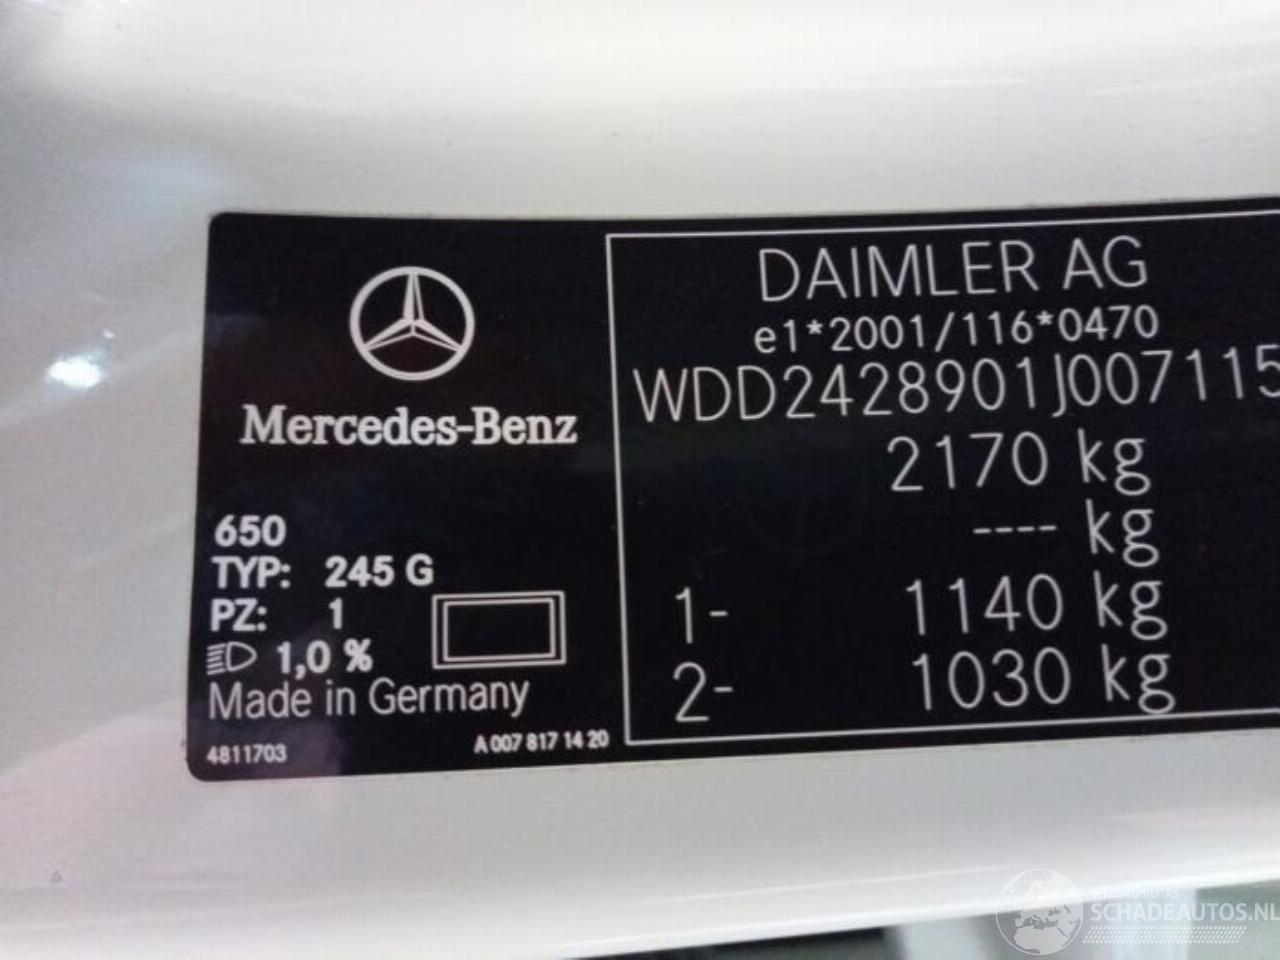 Mercedes-Benz
650
TYP: 245 G
PZ: 1
1,0 %
Made in Germany
4811703
A 007 817 14 20
DAIMLER AG
e1*2001/116*0470
WDD2428901J007115
2170 kg
---- kg
1- 1140 kg
2- 1030 kg
SCHADEAUTOS.NL